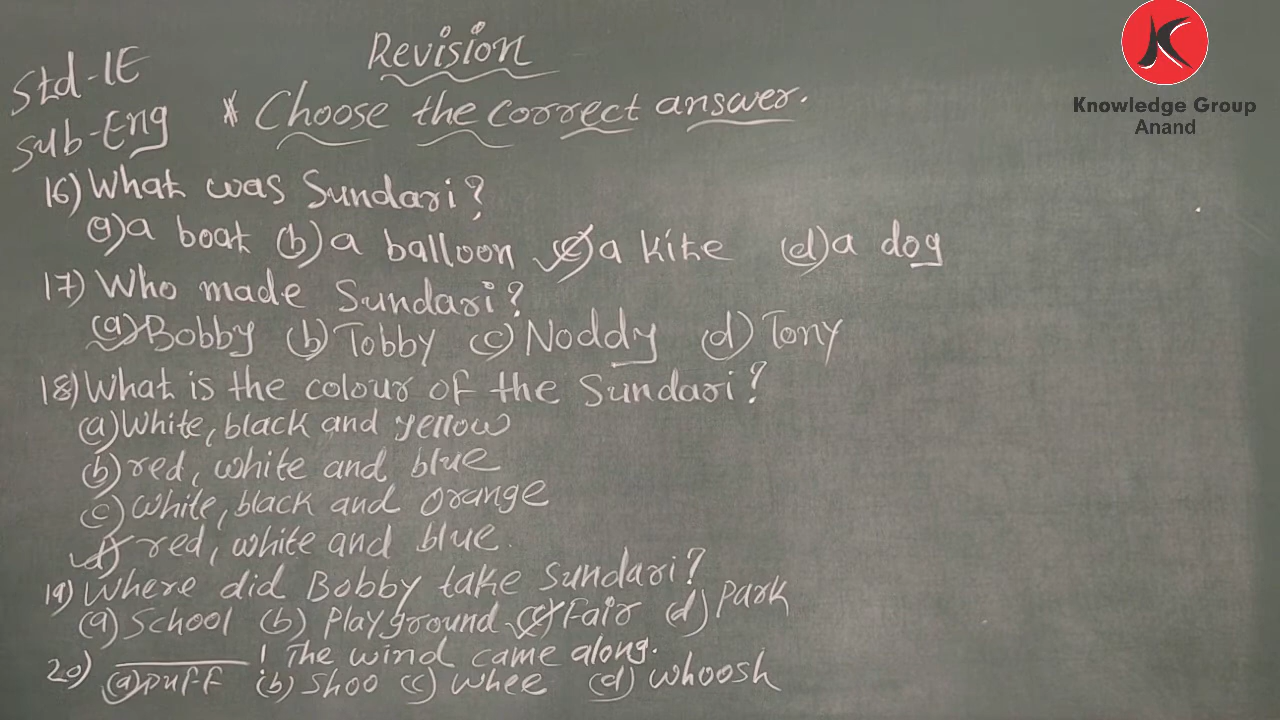 Revision
Std-IE
Sub-Eng
* Choose the correct answer.
16) What was Sundari?
(a) a boat (b) a balloon (c) a kite (d) a dog
17) Who made Sundari?
(a) Bobby (b) Tobby (c) Noddy (d) Tony
18) What is the colour of the Sundari?
(a) White, black and yellow
(b) red, white and blue
(c) White, black and orange
(d) red, white and blue.
19) Where did Bobby take Sundari?
(a) School (b) Playground (c) Fair (d) Park
20) ________! The wind came along.
(a) puff (b) Shoo (c) Whee (d) Whoosh
Knowledge Group
Anand